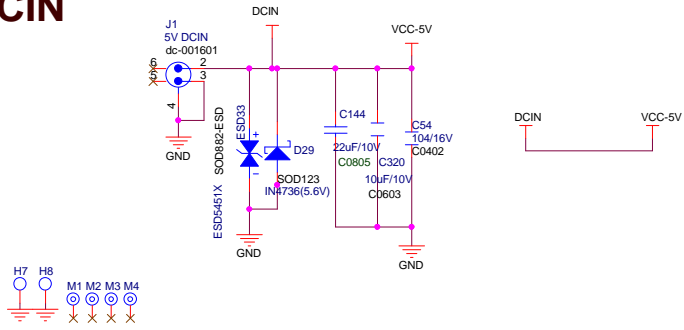 CIN
J1
5V DCIN
dc-001601
6
2
5
3
4
GND
DCIN
VCC-5V
ESD5451X
SOD882-ESD
ESD33
+
−
D29
SOD123
IN4736(5.6V)
GND
C144
22uF/10V
C0805
C320
10uF/10V
C0603
C54
104/16V
C0402
GND
DCIN
VCC-5V
H7
H8
M1
M2
M3
M4